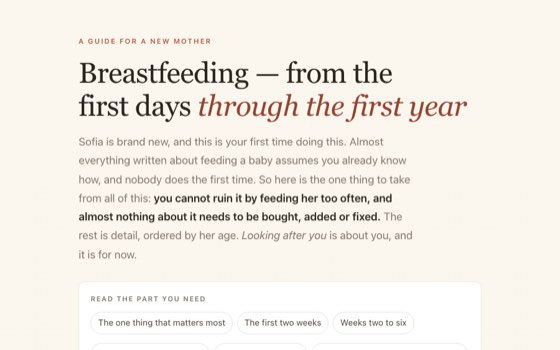 A GUIDE FOR A NEW MOTHER
Breastfeeding — from the
first days through the first year
Sofia is brand new, and this is your first time doing this. Almost
everything written about feeding a baby assumes you already know
how, and nobody does the first time. So here is the one thing to take
from all of this: you cannot ruin it by feeding her too often, and
almost nothing about it needs to be bought, added or fixed. The
rest is detail, ordered by her age. Looking after you is about you, and
it is for now.
READ THE PART YOU NEED
The one thing that matters most
The first two weeks
Weeks two to six